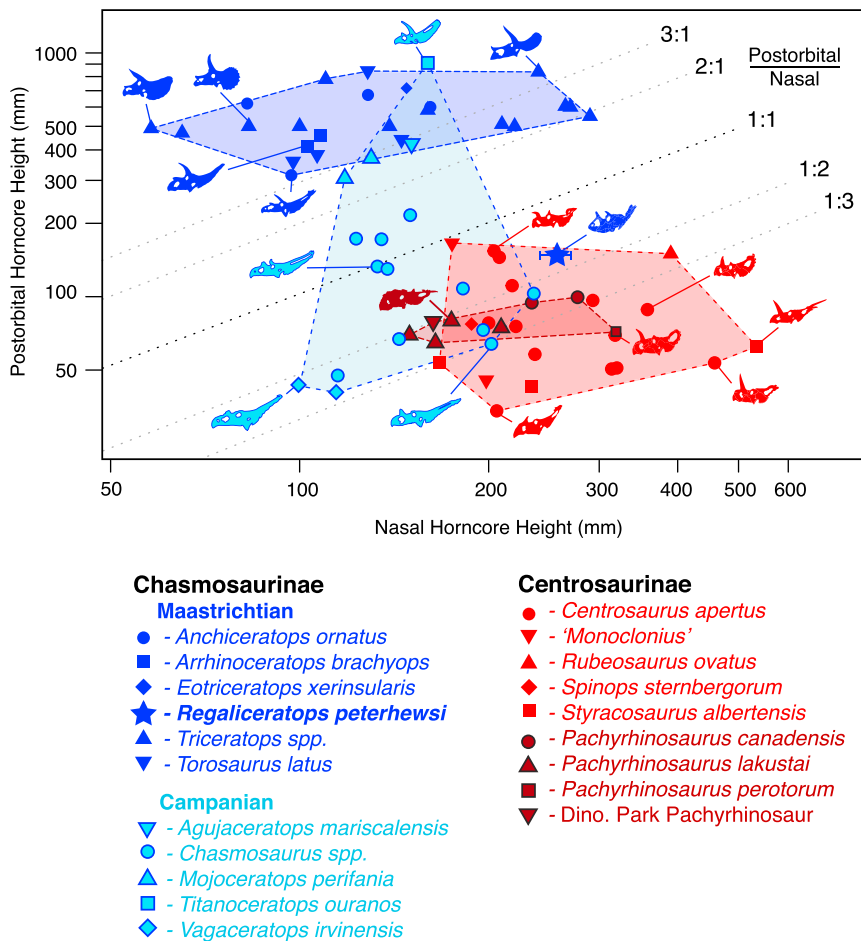 1000
500
400
300
200
100
50
Postorbital Horncore Height (mm)
3:1
2:1
1:1
1:2
1:3
Postorbital
Nasal
50
100
200
300
400
500
600
Nasal Horncore Height (mm)
Chasmosaurinae
Maastrichtian
- Anchiceratops ornatus
- Arrhinoceratops brachyops
- Eotriceratops xerinsularis
- Regaliceratops peterhewsi
- Triceratops spp.
- Torosaurus latus
Campanian
- Agujaceratops mariscalensis
- Chasmosaurus spp.
- Mojoceratops perifania
- Titanoceratops ouranos
- Vagaceratops irvinensis
Centrosaurinae
- Centrosaurus apertus
- ‘Monoclonius’
- Rubeosaurus ovatus
- Spinops sternbergorum
- Styracosaurus albertensis
- Pachyrhinosaurus canadensis
- Pachyrhinosaurus lakustai
- Pachyrhinosaurus perotorum
- Dino. Park Pachyrhinosaur